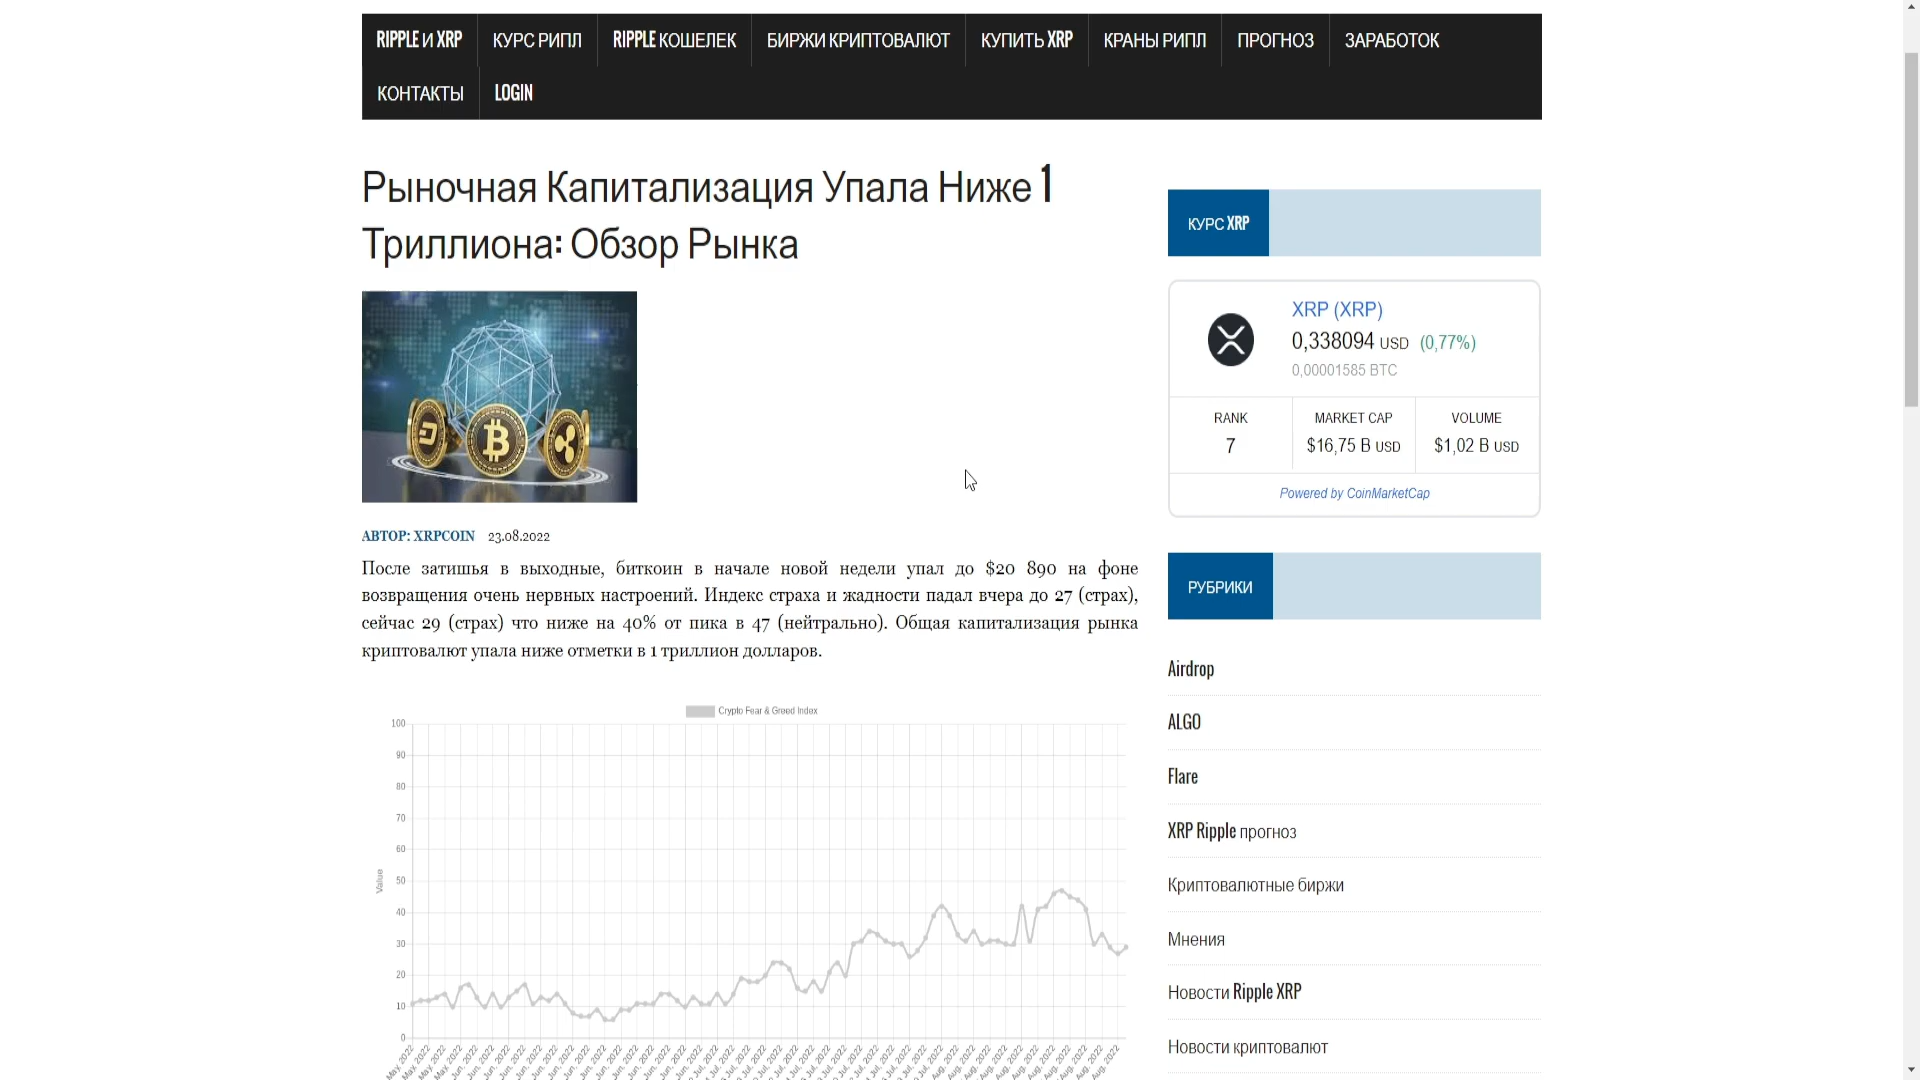 RIPPLE И XRP
КУРС РИПЛ
RIPPLE КОШЕЛЕК
БИРЖИ КРИПТОВАЛЮТ
КУПИТЬ XRP
КРАНЫ РИПЛ
ПРОГНОЗ
ЗАРАБОТОК
КОНТАКТЫ
LOGIN
Рыночная Капитализация Упала Ниже 1
Триллиона: Обзор Рынка
АВТОР: XRPCOIN 23.08.2022
После затишья в выходные, биткоин в начале новой недели упал до $20 890 на фоне
возвращения очень нервных настроений. Индекс страха и жадности падал вчера до 27 (страх),
сейчас 29 (страх) что ниже на 40% от пика в 47 (нейтрально). Общая капитализация рынка
криптовалют упала ниже отметки в 1 триллион долларов.
Crypto Fear & Greed Index
100
90
80
70
60
50
40
30
20
10
0
Value
КУРС XRP
XRP (XRP)
0,338094 USD (0,77%)
0,00001585 BTC
RANK
7
MARKET CAP
$16,75 B USD
VOLUME
$1,02 B USD
Powered by CoinMarketCap
РУБРИКИ
Airdrop
ALGO
Flare
XRP Ripple прогноз
Криптовалютные биржи
Мнения
Новости Ripple XRP
Новости криптовалют